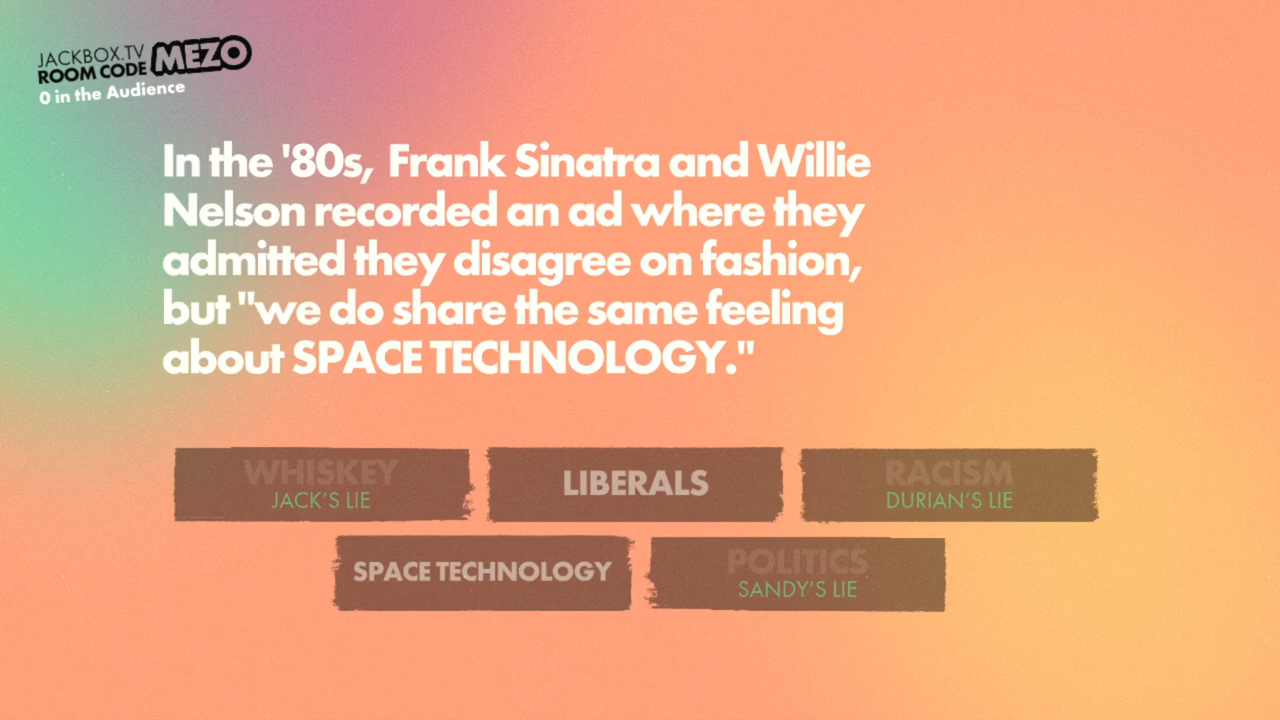 JACKBOX.TV
ROOM CODE MEZO
0 in the Audience
In the '80s, Frank Sinatra and Willie
Nelson recorded an ad where they
admitted they disagree on fashion,
but "we do share the same feeling
about SPACE TECHNOLOGY."
WHISKEY
JACK'S LIE
LIBERALS
RACISM
DURIAN'S LIE
SPACE TECHNOLOGY
POLITICS
SANDY'S LIE